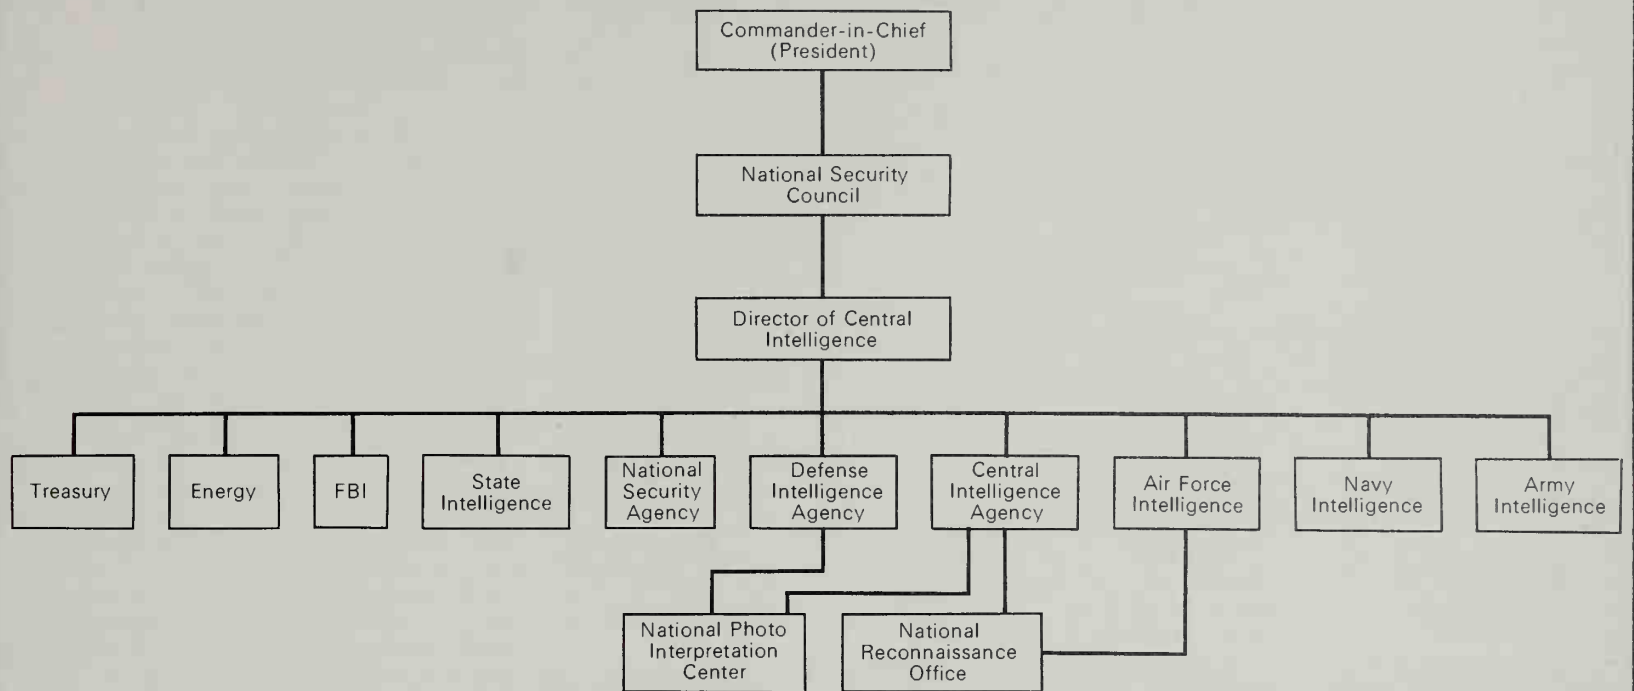 Commander-in-Chief
(President)
National Security
Council
Director of Central
Intelligence
Treasury
Energy
FBI
State
Intelligence
National
Security
Agency
Defense
Intelligence
Agency
Central
Intelligence
Agency
Air Force
Intelligence
Navy
Intelligence
Army
Intelligence
National Photo
Interpretation
Center
National
Reconnaissance
Office